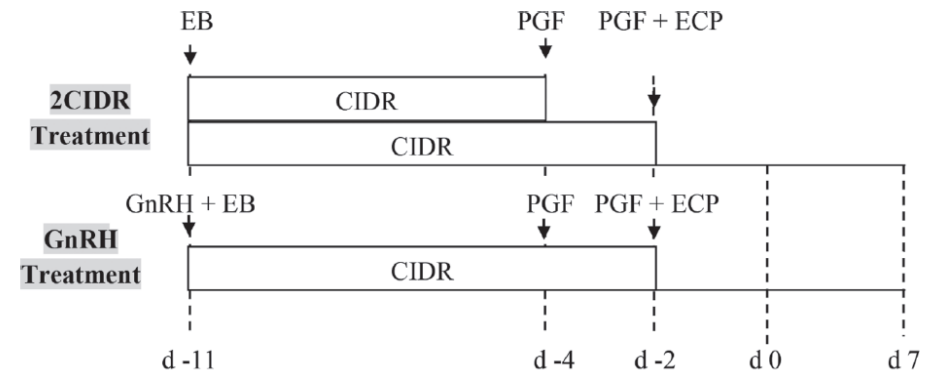 EB PGF PGF + ECP
2CIDR
Treatment
CIDR
CIDR
GnRH + EB PGF PGF + ECP
GnRH
Treatment
CIDR
d -11 d -4 d -2 d 0 d 7